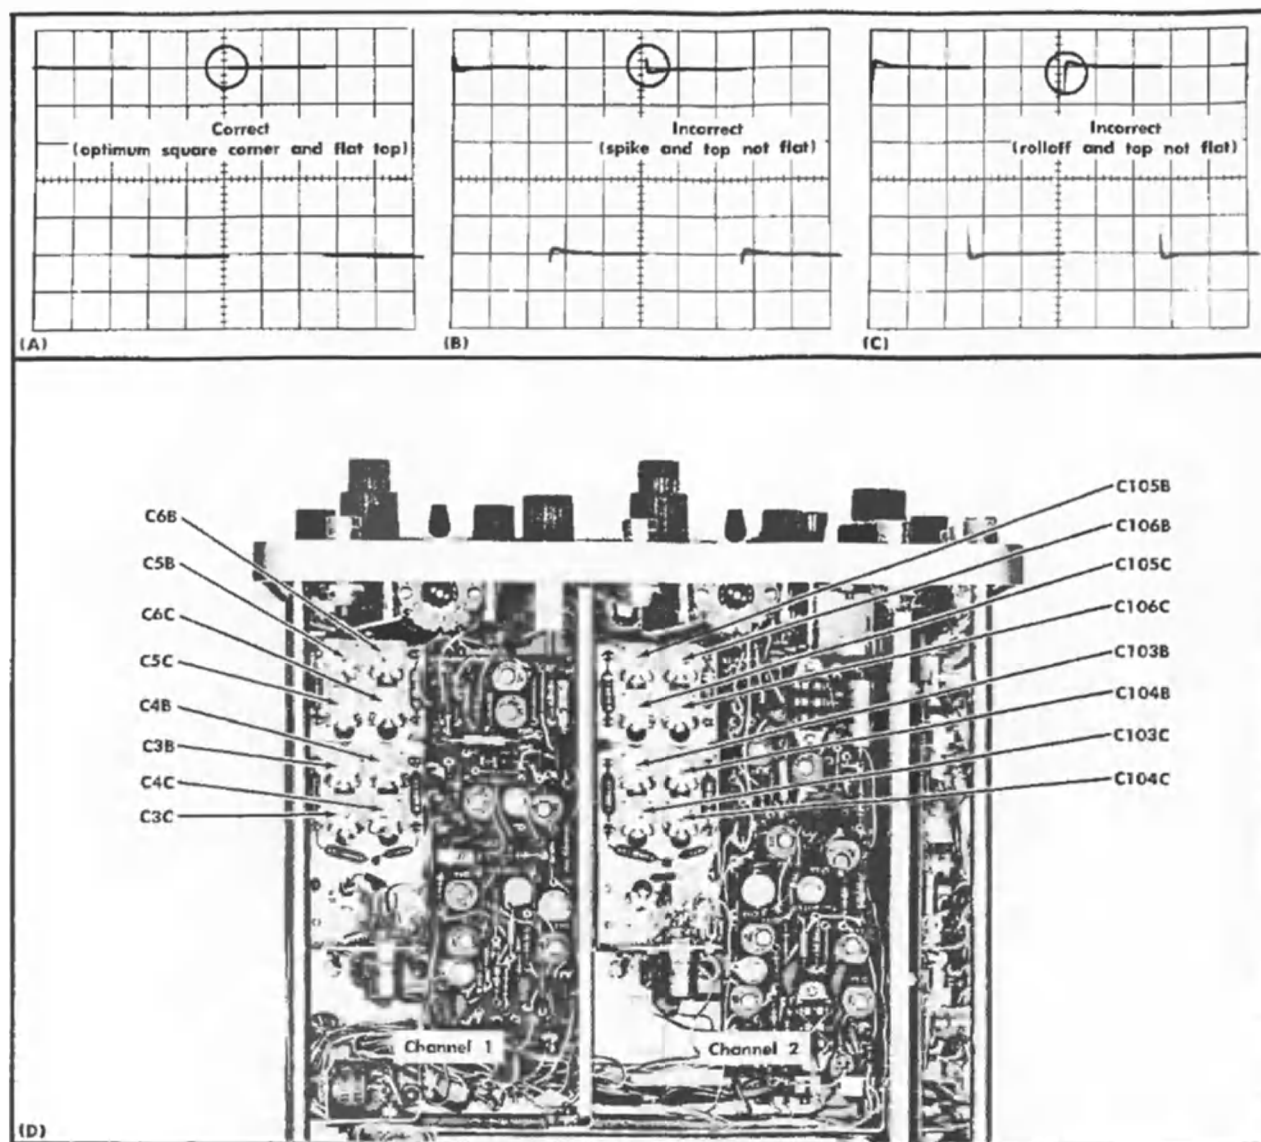 Correct
(optimum square corner and flat top)
(A)
Incorrect
(spike and top not flat)
(B)
Incorrect
(rolloff and top not flat)
(C)
C6B
C5B
C6C
C5C
C4B
C3B
C4C
C3C
C105B
C106B
C105C
C106C
C103B
C104B
C103C
C104C
Channel 1
Channel 2
(D)